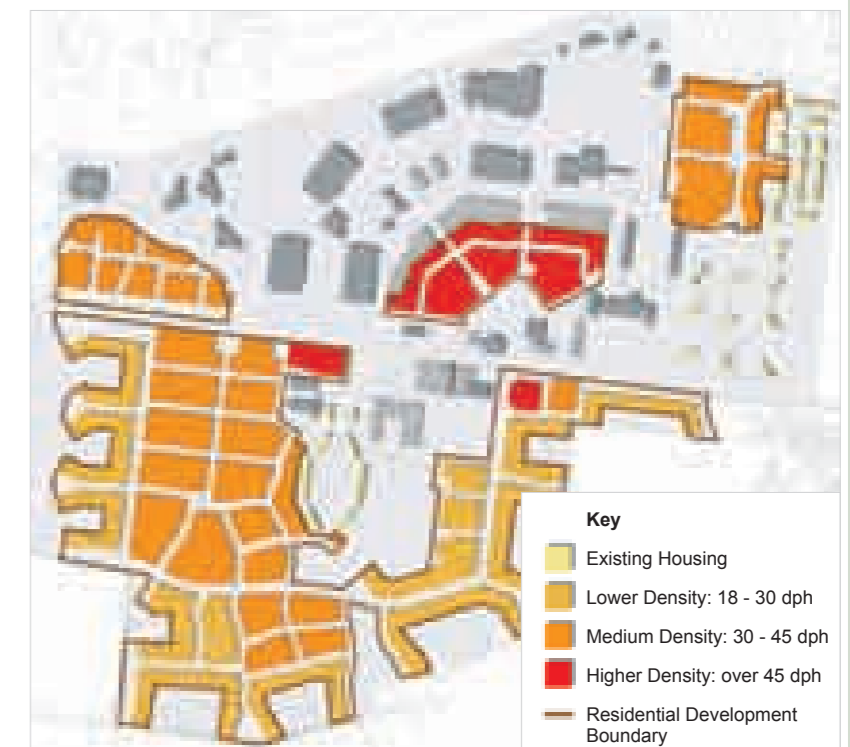 Key
Existing Housing
Lower Density: 18 - 30 dph
Medium Density: 30 - 45 dph
Higher Density: over 45 dph
Residential Development
Boundary